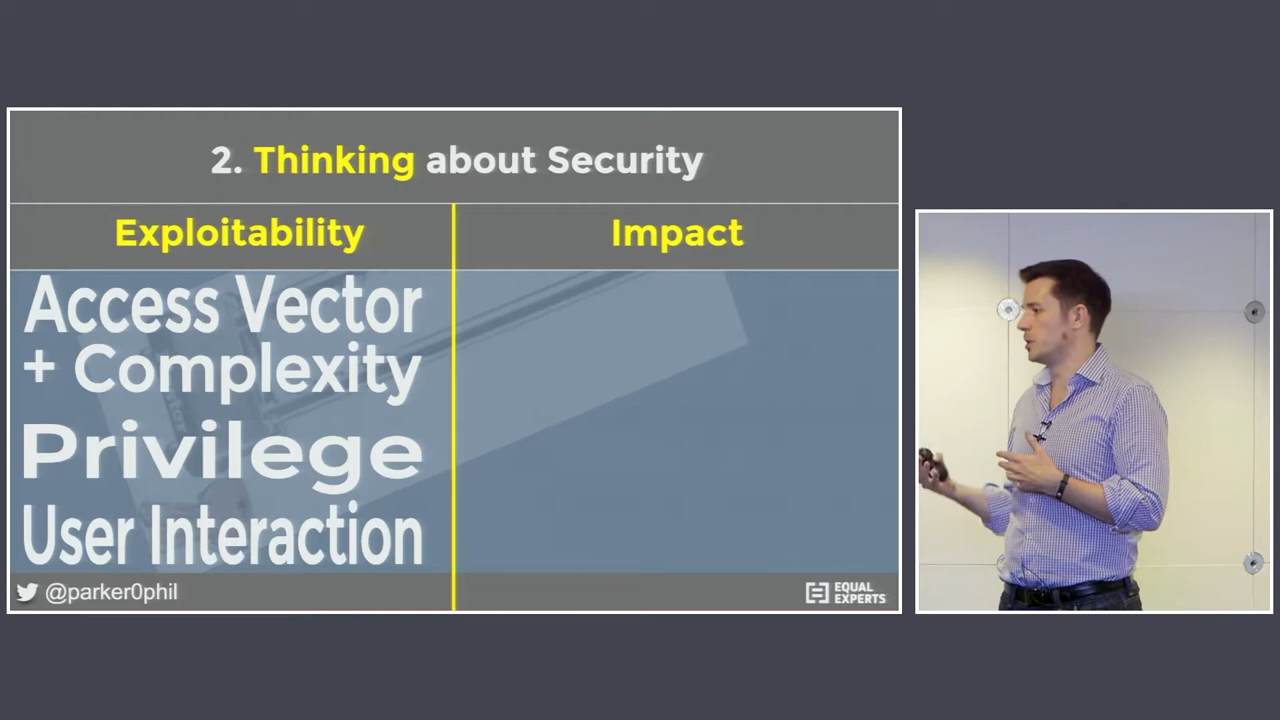 2. Thinking about Security
Exploitability
Impact
Access Vector
+ Complexity
Privilege
User Interaction
@parker0phil
EQUAL
EXPERTS